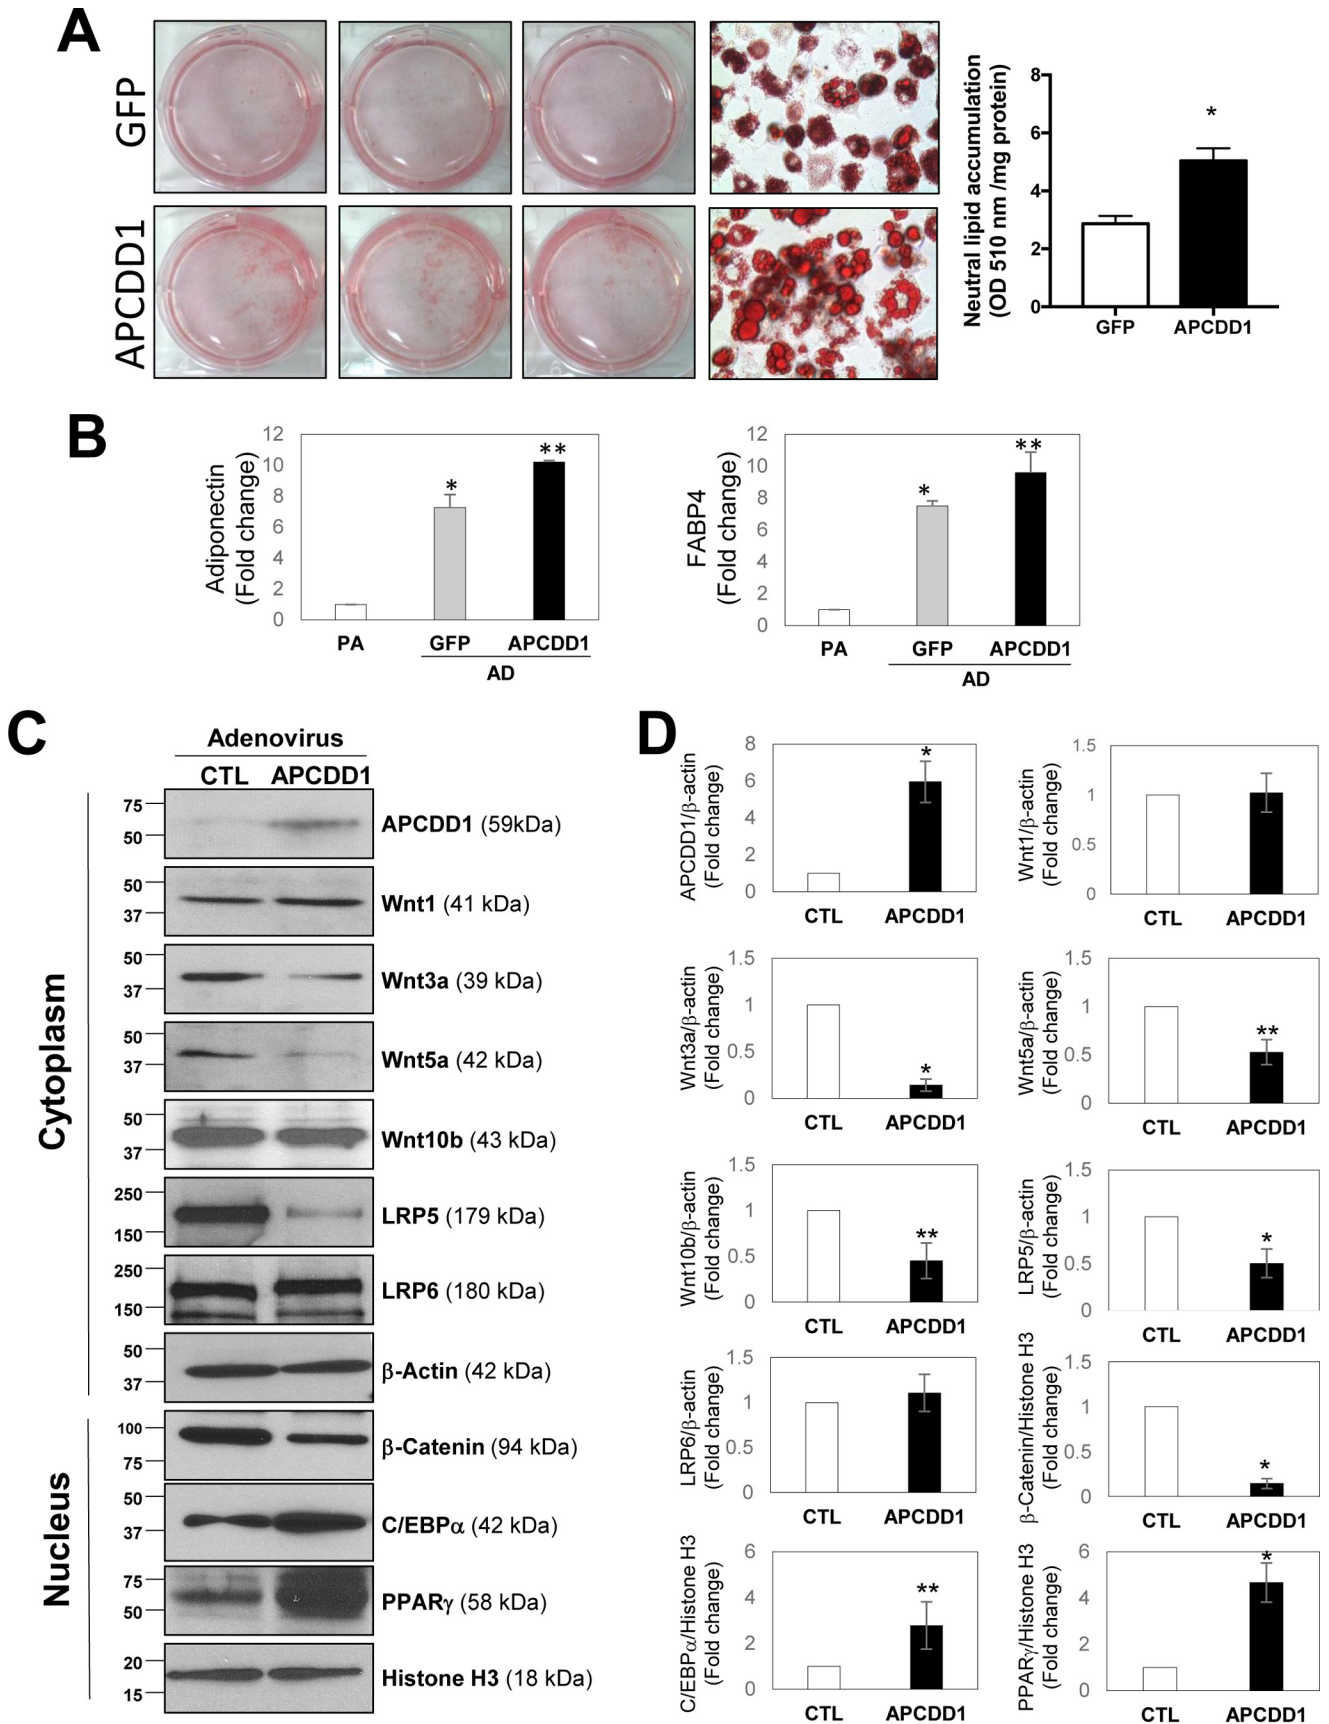 A
GFP
APCDD1
Neutral lipid accumulation
(OD 510 nm /mg protein)
8
6
4
2
0
*
GFP
APCDD1
B
Adiponectin
(Fold change)
12
10
8
6
4
2
0
*
**
PA
GFP
APCDD1
AD
FABP4
(Fold change)
12
10
8
6
4
2
0
*
**
PA
GFP
APCDD1
AD
C
Adenovirus
CTL APCDD1
Cytoplasm
75
50
APCDD1 (59kDa)
50
37
Wnt1 (41 kDa)
50
37
Wnt3a (39 kDa)
50
37
Wnt5a (42 kDa)
50
37
Wnt10b (43 kDa)
250
150
LRP5 (179 kDa)
250
150
LRP6 (180 kDa)
50
37
β-Actin (42 kDa)
Nucleus
100
75
β-Catenin (94 kDa)
50
37
C/EBPα (42 kDa)
75
50
PPARγ (58 kDa)
20
15
Histone H3 (18 kDa)
D
APCDD1/β-actin
(Fold change)
8
6
4
2
0
*
CTL APCDD1
Wnt1/β-actin
(Fold change)
1.5
1
0.5
0
CTL APCDD1
Wnt3a/β-actin
(Fold change)
1.5
1
0.5
0
*
CTL APCDD1
Wnt5a/β-actin
(Fold change)
1.5
1
0.5
0
**
CTL APCDD1
Wnt10b/β-actin
(Fold change)
1.5
1
0.5
0
**
CTL APCDD1
LRP5/β-actin
(Fold change)
1.5
1
0.5
0
*
CTL APCDD1
LRP6/β-actin
(Fold change)
1.5
1
0.5
0
CTL APCDD1
β-Catenin/Histone H3
(Fold change)
1.5
1
0.5
0
*
CTL APCDD1
C/EBPα/Histone H3
(Fold change)
6
4
2
0
**
CTL APCDD1
PPARγ/Histone H3
(Fold change)
6
4
2
0
*
CTL APCDD1